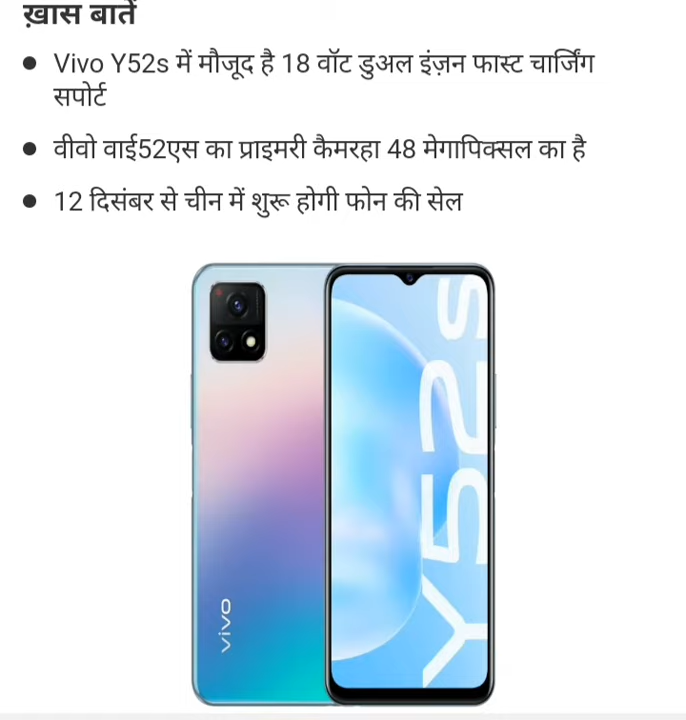 ख़ास बातें
Vivo Y52s में मौजूद है 18 वॉट डुअल इंज़न फास्ट चार्जिंग
सपोर्ट
वीवो वाई52एस का प्राइमरी कैमरहा 48 मेगापिक्सल का है
12 दिसंबर से चीन में शुरू होगी फोन की सेल
Y52s
vivo